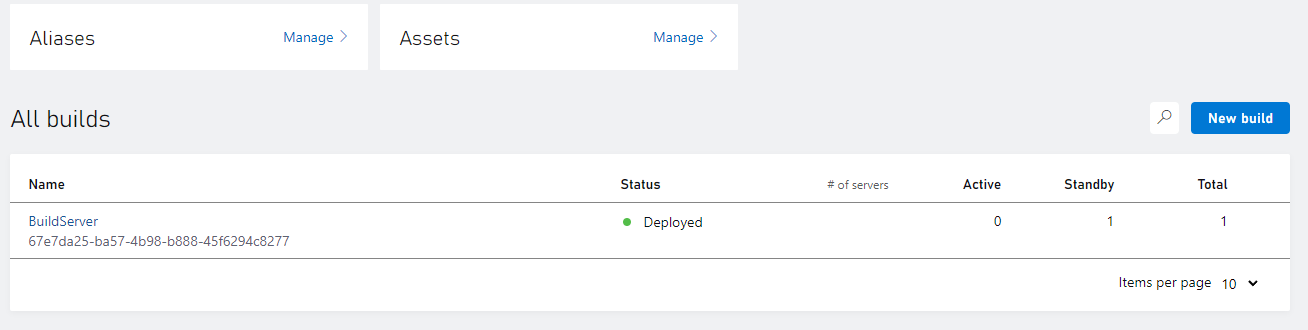 Aliases Manage
Assets Manage
All builds
New build
Name Status # of servers Active Standby Total
BuildServer Deployed 0 1 1
67e7da25-ba57-4b98-b888-45f6294c8277
Items per page 10